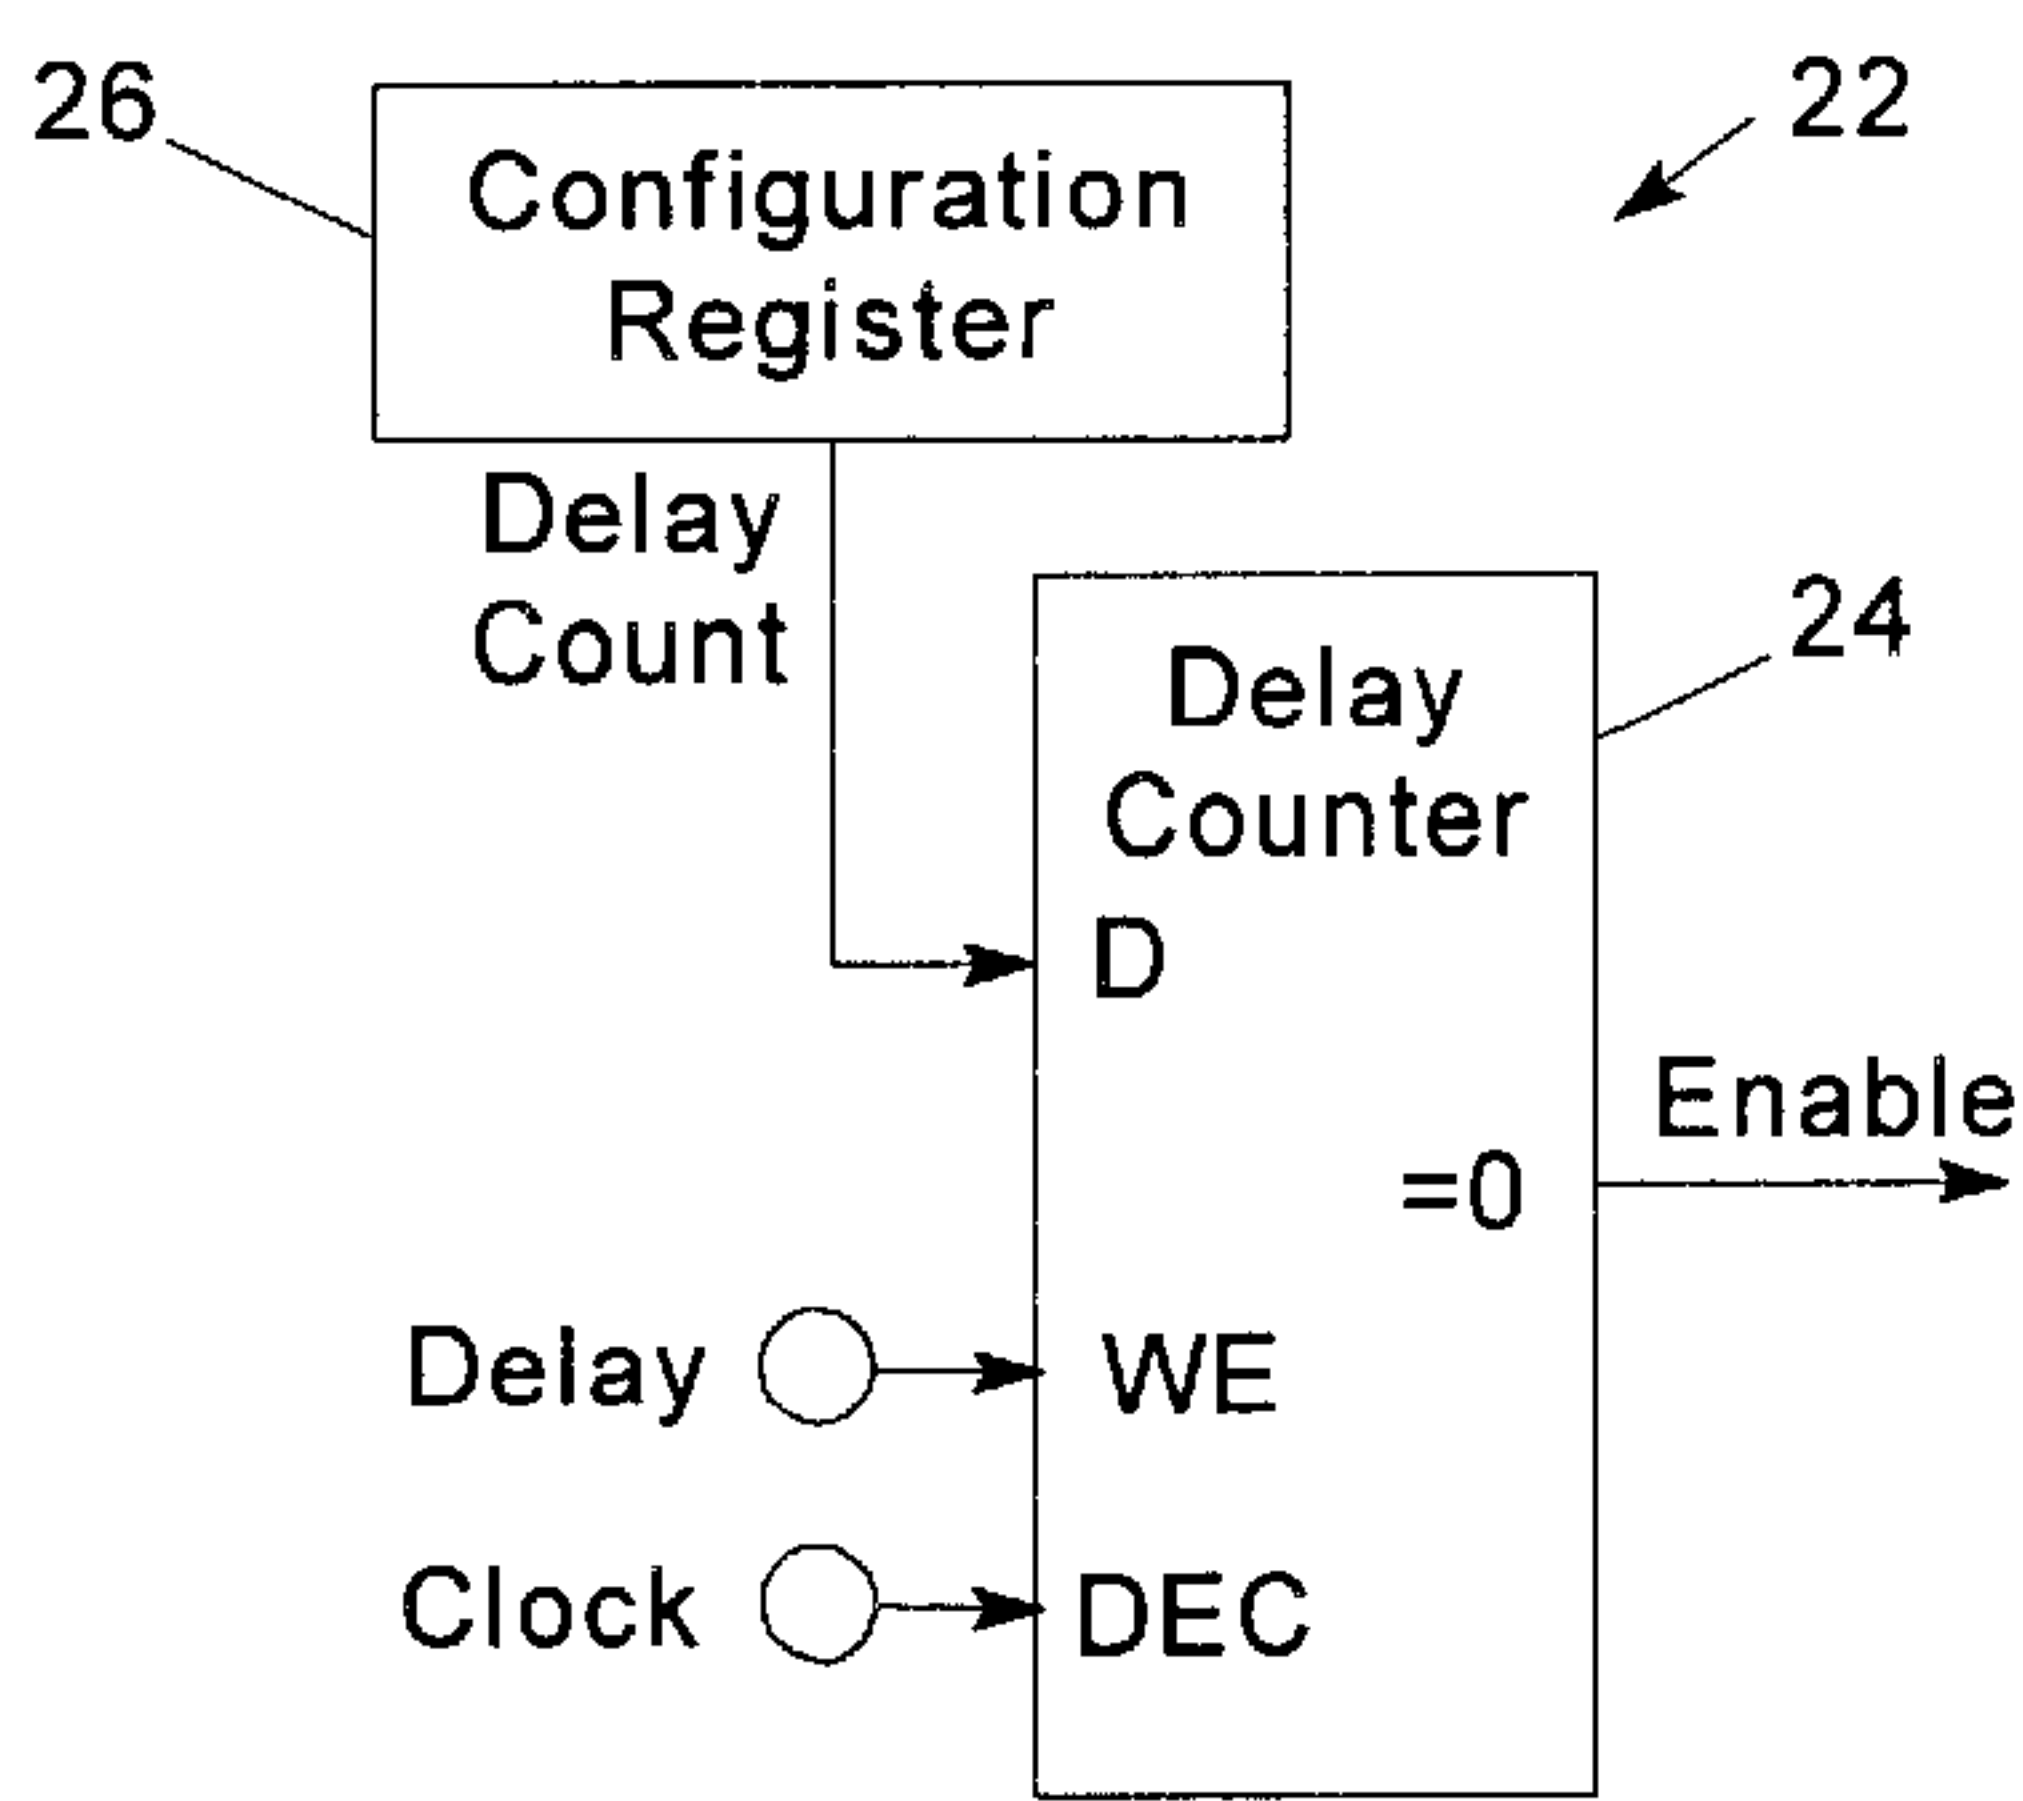 26
22
Configuration
Register
Delay
Count
24
Delay
Counter
D
Enable
=0
Delay
WE
Clock
DEC